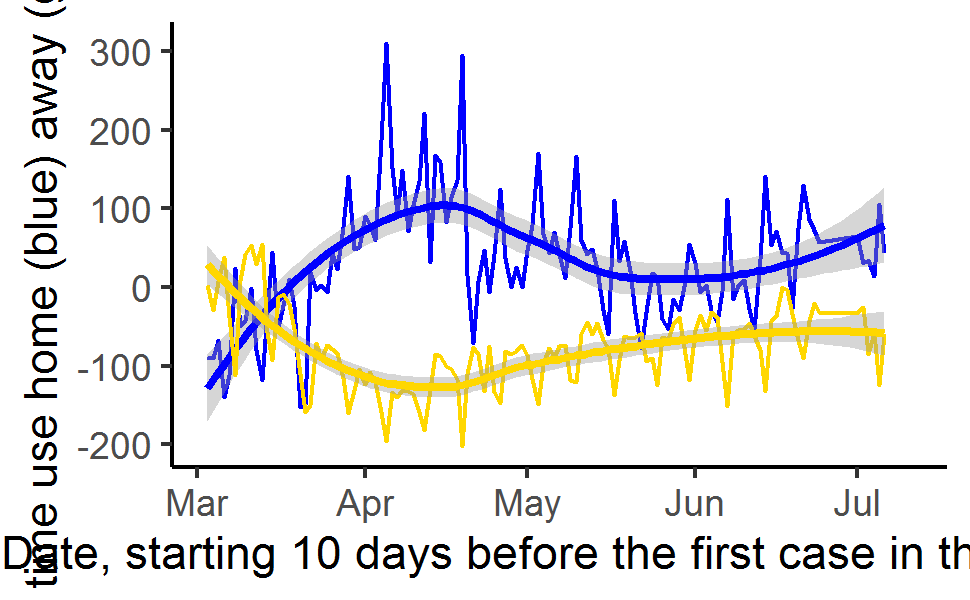 time use home (blue) away (
300
200
100
0
-100
-200
Mar Apr May Jun Jul
Date, starting 10 days before the first case in th